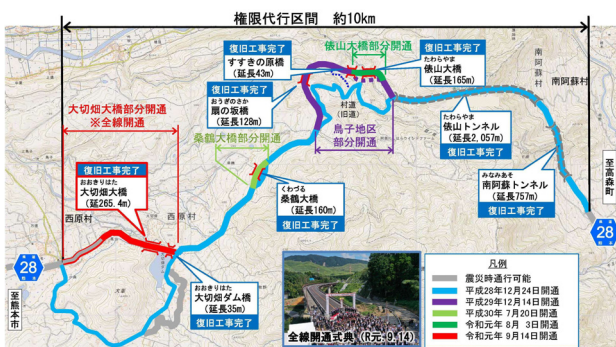 権限代行区間　約10km
復旧工事完了
すすきの原橋
(延長43m)
復旧工事完了
おうぎのさか
扇の坂橋
(延長128m)
俵山大橋部分開通
復旧工事完了
たわらやま
俵山大橋
(延長165m)
南阿蘇村
南阿蘇村
大切畑大橋部分開通
※全線開通
桑鶴大橋部分開通
村道
(旧道)
鳥子地区
部分開通
たわらやま
俵山トンネル
(延長2,057m)
復旧工事完了
みなみあそ
南阿蘇トンネル
(延長757m)
復旧工事完了
至高森町
28
復旧工事完了
おおきりはた
大切畑大橋
(延265.4m)
西原村
西原村
くわづる
桑鶴大橋
(延長160m)
復旧工事完了
28
至熊本市
おおきりはた
大切畑ダム橋
(延長35m)
復旧工事完了
全線開通式典（R元.9.14）
凡例
震災時通行可能
平成28年12月24日開通
平成29年12月14日開通
平成30年 7月20日開通
令和元年 8月 3日開通
令和元年 9月14日開通